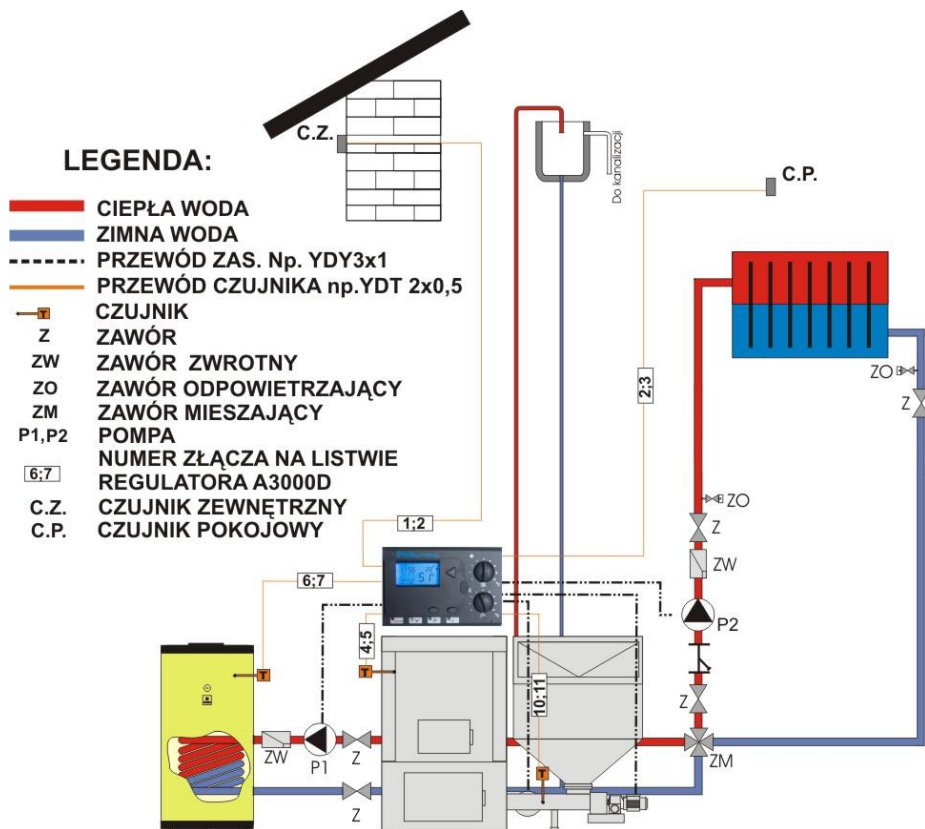 C.Z.
Do kanalizacji
C.P.
LEGENDA:
CIEPŁA WODA
ZIMNA WODA
PRZEWÓD ZAS. Np. YDY3x1
PRZEWÓD CZUJNIKA np.YDT 2x0,5
T CZUJNIK
Z ZAWÓR
ZW ZAWÓR ZWROTNY
ZO ZAWÓR ODPOWIETRZAJĄCY
ZM ZAWÓR MIESZAJĄCY
P1,P2 POMPA
6;7 NUMER ZŁĄCZA NA LISTWIE
REGULATORA A3000D
C.Z. CZUJNIK ZEWNĘTRZNY
C.P. CZUJNIK POKOJOWY
2;3
ZO
Z
1;2
ZO
Z
ZW
6;7
P2
4;5
T
T
10;11
Z
ZW
P1
Z
ZM
T
Z
Z